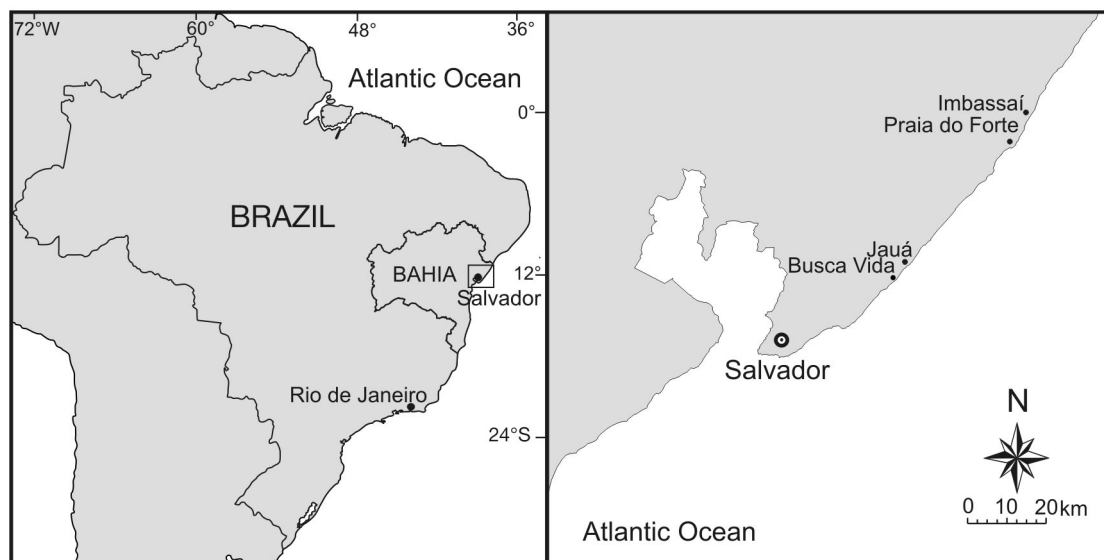 72°W 60° 48° 36°
Atlantic Ocean
0°
BRAZIL
BAHIA
12°
Salvador
Rio de Janeiro
24°S
Imbassaí
Praia do Forte
Jauá
Busca Vida
Salvador
N
0 10 20km
Atlantic Ocean